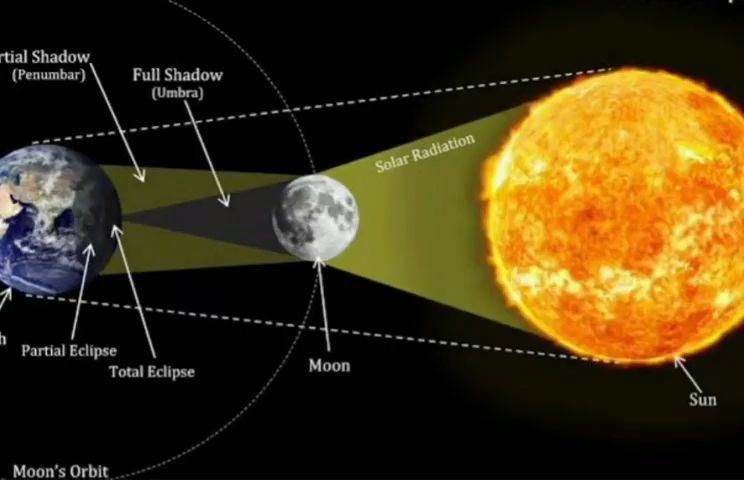 rtial Shadow
(Penumbar)
Full Shadow
(Umbra)
Solar Radiation
h
Partial Eclipse
Total Eclipse
Moon
Sun
Moon's Orbit